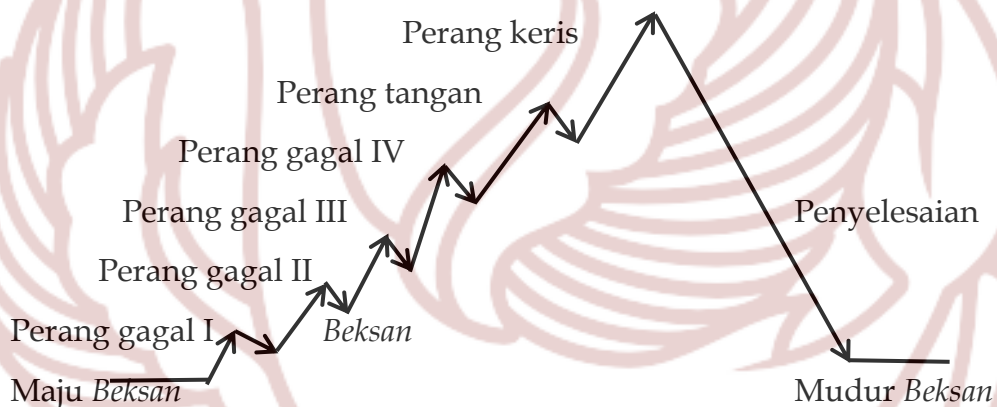 Perang keris
Perang tangan
Perang gagal IV
Perang gagal III
Penyelesaian
Perang gagal II
Perang gagal I
Beksan
Maju Beksan
Mudur Beksan